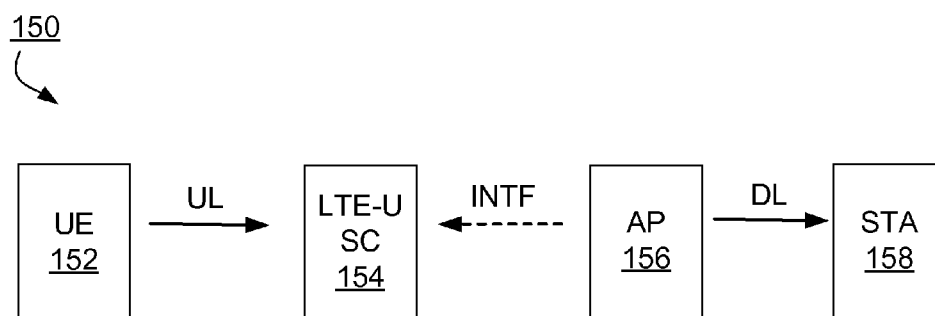 150
UE
152
UL
LTE-U
SC
154
INTF
AP
156
DL
STA
158